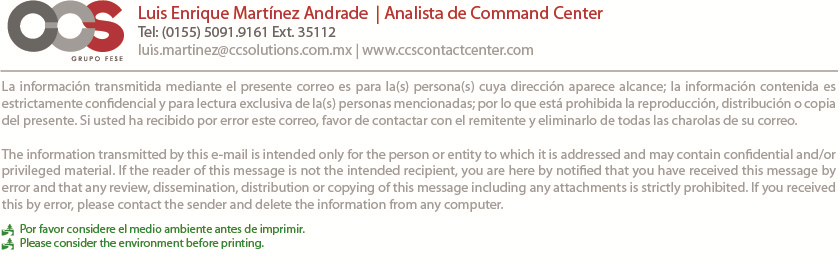 CCS
GRUPO FESE
Luis Enrique Martínez Andrade | Analista de Command Center
Tel: (0155) 5091.9161 Ext. 35112
luis.martinez@ccsolutions.com.mx | www.ccscontactcenter.com
La información transmitida mediante el presente correo es para la(s) persona(s) cuya dirección aparece alcance; la información contenida es
estrictamente confidencial y para lectura exclusiva de la(s) personas mencionadas; por lo que está prohibida la reproducción, distribución o copia
del presente. Si usted ha recibido por error este correo, favor de contactar con el remitente y eliminarlo de todas las charolas de su correo.
The information transmitted by this e-mail is intended only for the person or entity to which it is addressed and may contain confidential and/or
privileged material. If the reader of this message is not the intended recipient, you are here by notified that you have received this message by
error and that any review, dissemination, distribution or copying of this message including any attachments is strictly prohibited. If you received
this by error, please contact the sender and delete the information from any computer.
Por favor considere el medio ambiente antes de imprimir.
Please consider the environment before printing.